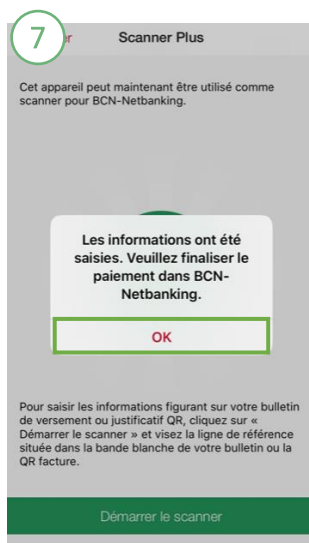 7
er
Scanner Plus
Cet appareil peut maintenant être utilisé comme
scanner pour BCN-Netbanking.
Les informations ont été
saisies. Veuillez finaliser le
paiement dans BCN-
Netbanking.
OK
Pour saisir les informations figurant sur votre bulletin
de versement ou justificatif QR, cliquez sur «
Démarrer le scanner » et visez la ligne de référence
située dans la bande blanche de votre bulletin ou la
QR facture.
Démarrer le scanner